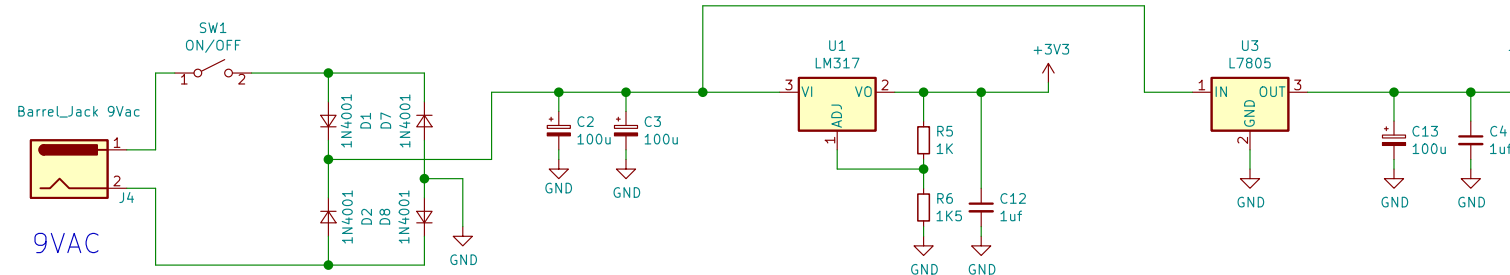 SW1
ON/OFF
1
2
Barrel_Jack 9Vac
1
2
J4
9VAC
1N4001
D1
D7
1N4001
1N4001
D2
D8
1N4001
GND
C2
100u
GND
C3
100u
GND
U1
LM317
3
VI
VO
2
ADJ
1
+3V3
R5
1K
R6
1K5
GND
C12
1uf
GND
U3
L7805
1
IN
OUT
3
GND
2
GND
C13
100u
GND
C4
1uf
GND